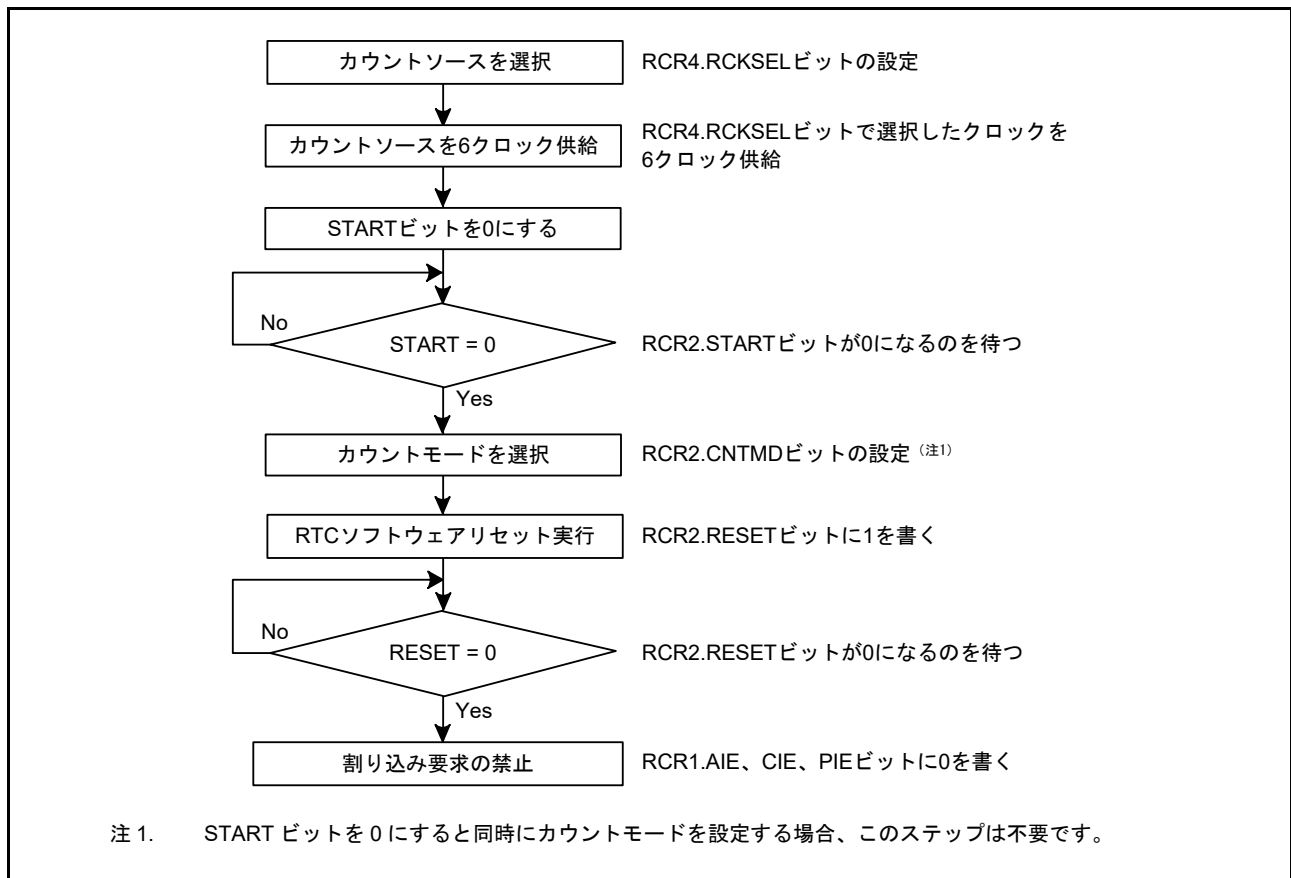 カウントソースを選択
RCR4.RCKSELビットの設定
カウントソースを6クロック供給
RCR4.RCKSELビットで選択したクロックを
6クロック供給
STARTビットを0にする
No
START = 0
RCR2.STARTビットが0になるのを待つ
Yes
カウントモードを選択
RCR2.CNTMDビットの設定 (注1)
RTCソフトウェアリセット実行
RCR2.RESETビットに1を書く
No
RESET = 0
RCR2.RESETビットが0になるのを待つ
Yes
割り込み要求の禁止
RCR1.AIE、CIE、PIEビットに0を書く
注 1. START ビットを 0 にすると同時にカウントモードを設定する場合、このステップは不要です。